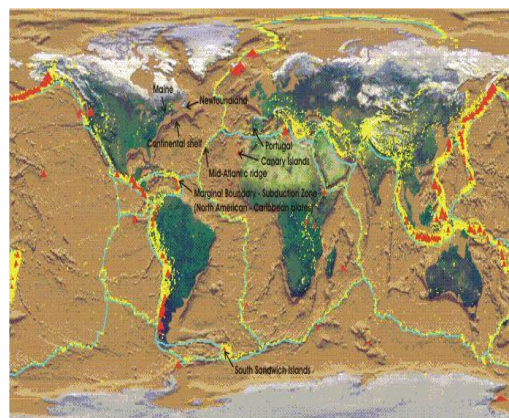 Maine
Newfoundland
Continental shelf
Portugal
Canary Islands
Mid-Atlantic ridge
Marginal Boundary - Subduction Zone
(North American - Caribbean plates)
South Sandwich Islands